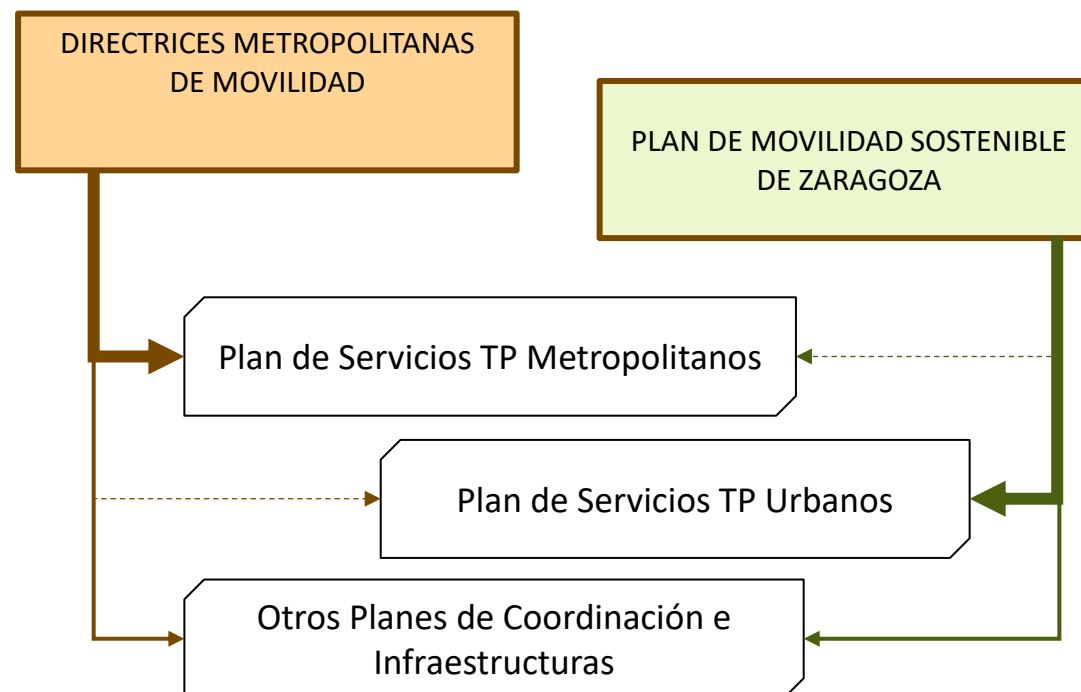 DIRECTRICES METROPOLITANAS
DE MOVILIDAD
PLAN DE MOVILIDAD SOSTENIBLE
DE ZARAGOZA
Plan de Servicios TP Metropolitanos
Plan de Servicios TP Urbanos
Otros Planes de Coordinación e
Infraestructuras